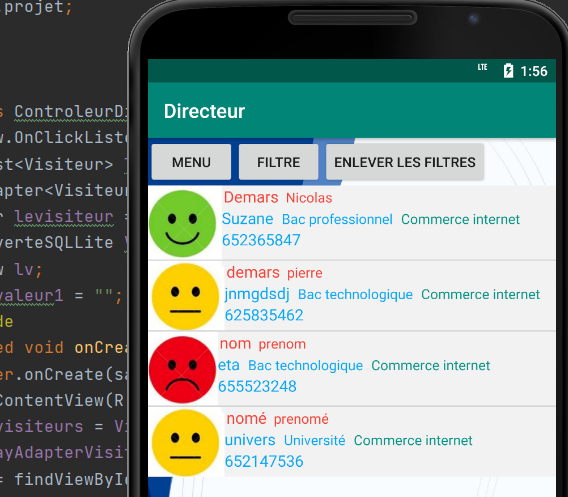 .projet;
s ControleurDi
w.OnClickListe
st<Visiteur>
apter<Visiteur
r levisiteur =
verteSQLLite
w lv;
valeur1 = "";
de
ed void onCrea
er.onCreate(sa
ContentView(R
visiteurs = Vi
ayAdapterVisit
= findViewById
LTE 1:56
Directeur
MENU FILTRE ENLEVER LES FILTRES
Demars Nicolas
Suzane Bac professionnel Commerce internet
652365847
demars pierre
jnmgdsdj Bac technologique Commerce internet
625835462
nom prenom
eta Bac technologique Commerce internet
655523248
nomé prenomé
univers Université Commerce internet
652147536